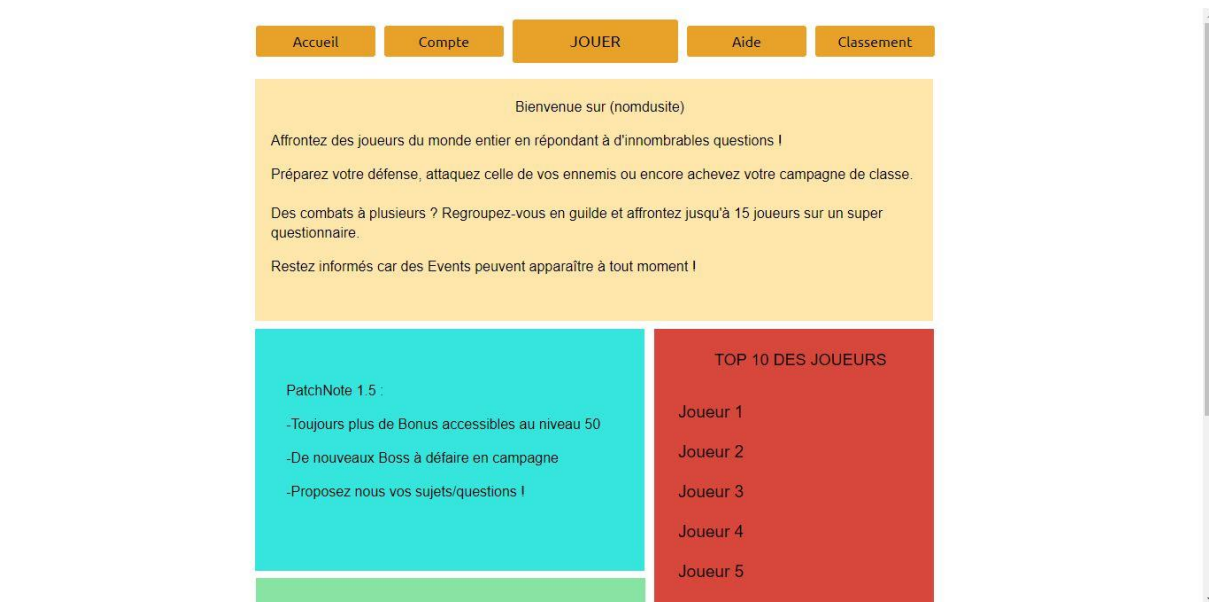 Accueil
Compte
JOUER
Aide
Classement
Bienvenue sur (nomdusite)
Affrontez des joueurs du monde entier en répondant à d'innombrables questions !
Préparez votre défense, attaquez celle de vos ennemis ou encore achevez votre campagne de classe.
Des combats à plusieurs ? Regroupez-vous en guilde et affrontez jusqu'à 15 joueurs sur un super
questionnaire.
Restez informés car des Events peuvent apparaître à tout moment !
PatchNote 1.5 :
-Toujours plus de Bonus accessibles au niveau 50
-De nouveaux Boss à défaire en campagne
-Proposez nous vos sujets/questions !
TOP 10 DES JOUEURS
Joueur 1
Joueur 2
Joueur 3
Joueur 4
Joueur 5